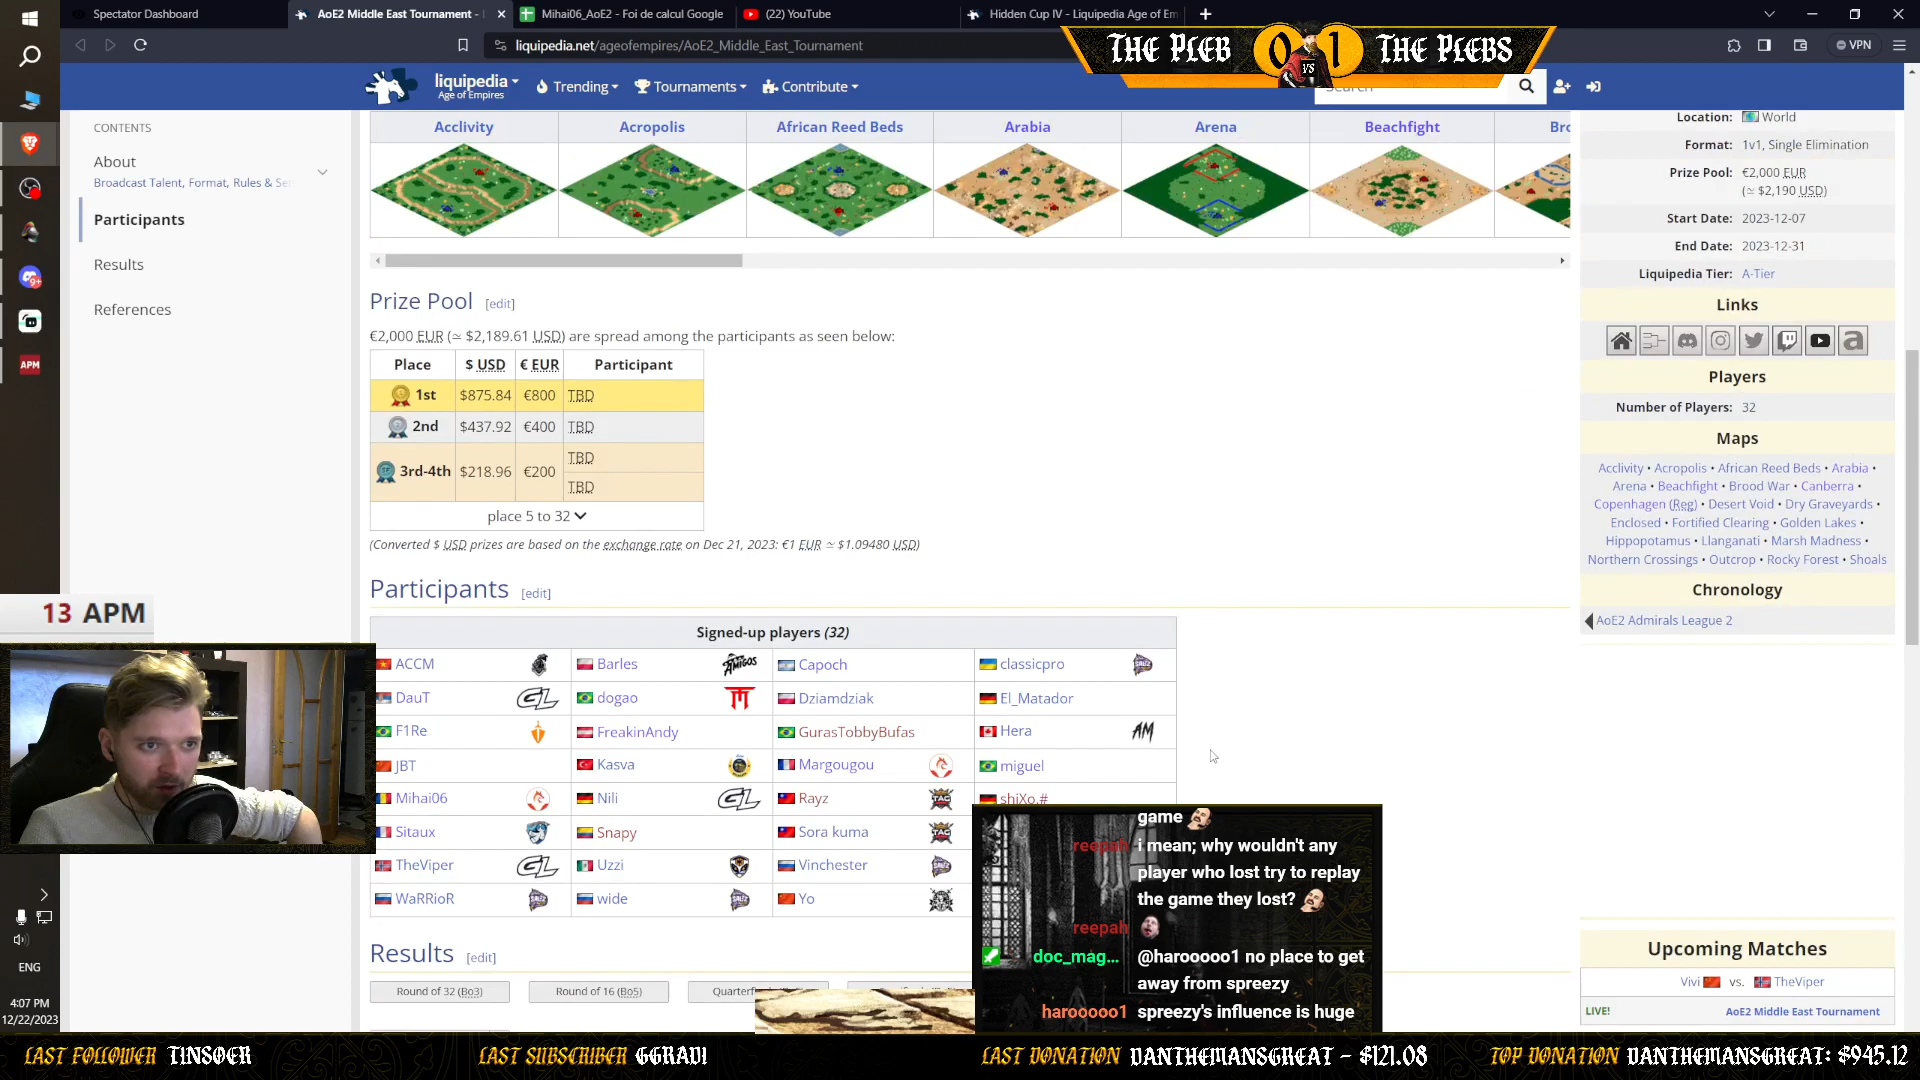 Spectator Dashboard
AoE2 Middle East Tournament - L
Mihai06_AoE2 - Foi de calcul Google
(22) YouTube
Hidden Cup IV - Liquipedia Age of Em
liquipedia.net/ageofempires/AoE2_Middle_East_Tournament
VPN
THE PLEB 0 VS 1 THE PLEBS
liquipedia
Age of Empires
Trending
Tournaments
Contribute
CONTENTS
About
Broadcast Talent, Format, Rules & Se
Participants
Results
References
Acclivity
Acropolis
African Reed Beds
Arabia
Arena
Beachfight
Bro
Prize Pool [edit]
€2,000 EUR (≃ $2,189.61 USD) are spread among the participants as seen below:
Place $ USD € EUR Participant
1st $875.84 €800 TBD
2nd $437.92 €400 TBD
3rd-4th $218.96 €200 TBD
TBD
place 5 to 32
(Converted $ USD prizes are based on the exchange rate on Dec 21, 2023: €1 EUR ≃ $1.09480 USD)
Participants [edit]
Signed-up players (32)
ACCM Barles AMIGOS Capoch classicpro
DauT GL dogao Dziamdziak El_Matador
F1Re FreakinAndy GurasTobbyBufas Hera AM
JBT Kasva Margougou miguel
Mihai06 Nili GL Rayz TAG shiXo.#
Sitaux Snapy Sora kuma TAG
TheViper GL Uzzi Vinchester
WaRRioR wide Yo
Results [edit]
Round of 32 (Bo3)
Round of 16 (Bo5)
Location: World
Format: 1v1, Single Elimination
Prize Pool: €2,000 EUR
(≃ $2,190 USD)
Start Date: 2023-12-07
End Date: 2023-12-31
Liquipedia Tier: A-Tier
Links
Players
Number of Players: 32
Maps
Acclivity • Acropolis • African Reed Beds • Arabia •
Arena • Beachfight • Brood War • Canberra •
Copenhagen (Reg) • Desert Void • Dry Graveyards •
Enclosed • Fortified Clearing • Golden Lakes •
Hippopotamus • Llanganati • Marsh Madness •
Northern Crossings • Outcrop • Rocky Forest • Shoals
Chronology
AoE2 Admirals League 2
Upcoming Matches
Vivi vs. TheViper
LIVE! AoE2 Middle East Tournament
13 APM
APM
9+
game
reepah i mean; why wouldn't any
player who lost try to replay
the game they lost?
reepah
doc_mag... @harooooo1 no place to get
away from spreezy
harooooo1 spreezy's influence is huge
ENG
4:07 PM
12/22/2023
LAST FOLLOWER TINSOER
LAST SUBSCRIBER GGRADI
LAST DONATION DANTHEMANSGREAT - $121.08
TOP DONATION DANTHEMANSGREAT: $945.12